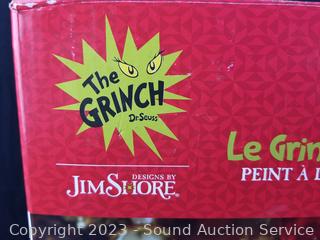 The
GRINCH
Dr. Seuss
DESIGNS BY
JIM SHORE®
Le Grin
PEINT À L
Copyright 2023 - Sound Auction Service